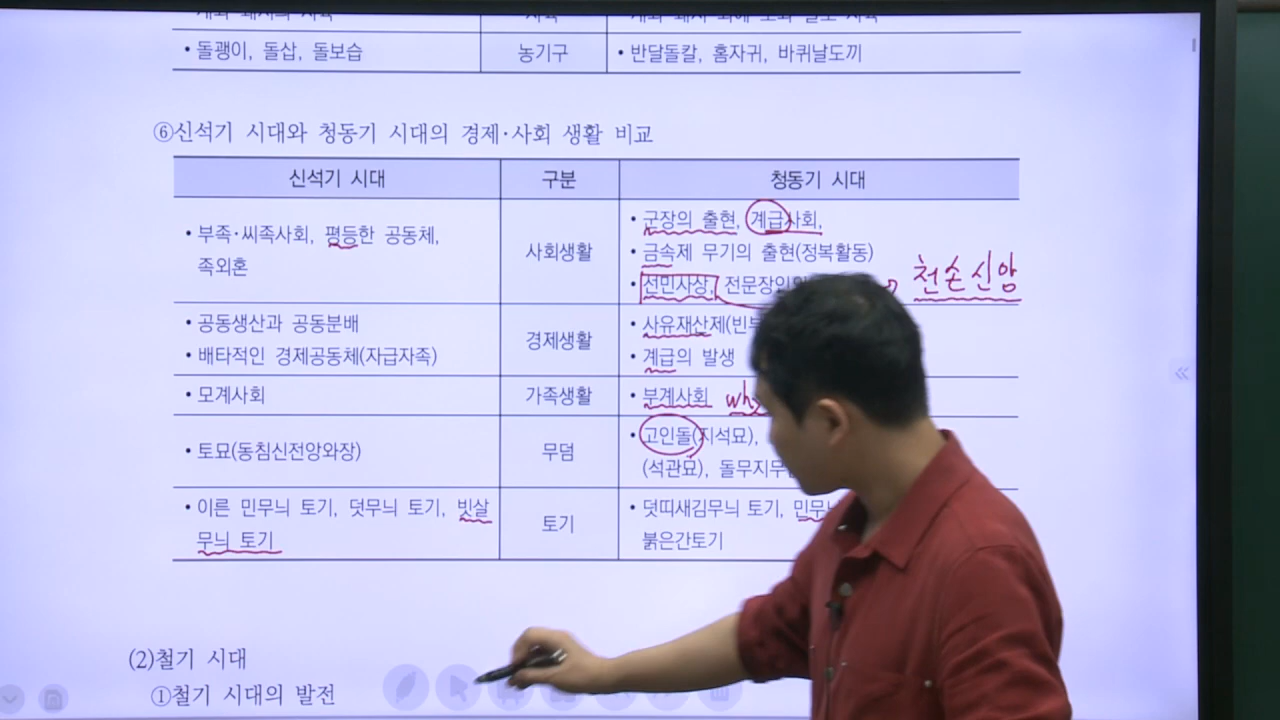 • 돌괭이, 돌삽, 돌보습 농기구 • 반달돌칼, 홈자귀, 바퀴날도끼
⑥신석기 시대와 청동기 시대의 경제·사회 생활 비교
신석기 시대 구분 청동기 시대
• 부족·씨족사회, 평등한 공동체,
족외혼
사회생활
• 군장의 출현, 계급사회,
• 금속제 무기의 출현(정복활동)
• 선민사상, 전문장인의
천손신앙
• 공동생산과 공동분배
• 배타적인 경제공동체(자급자족)
경제생활
• 사유재산제(빈부
• 계급의 발생
• 모계사회 가족생활 • 부계사회 why
• 토묘(동침신전앙와장)
무덤
• 고인돌(지석묘),
(석관묘), 돌무지무덤
• 이른 민무늬 토기, 덧무늬 토기, 빗살
무늬 토기
토기
• 덧띠새김무늬 토기, 민무늬
붉은간토기
(2)철기 시대
①철기 시대의 발전